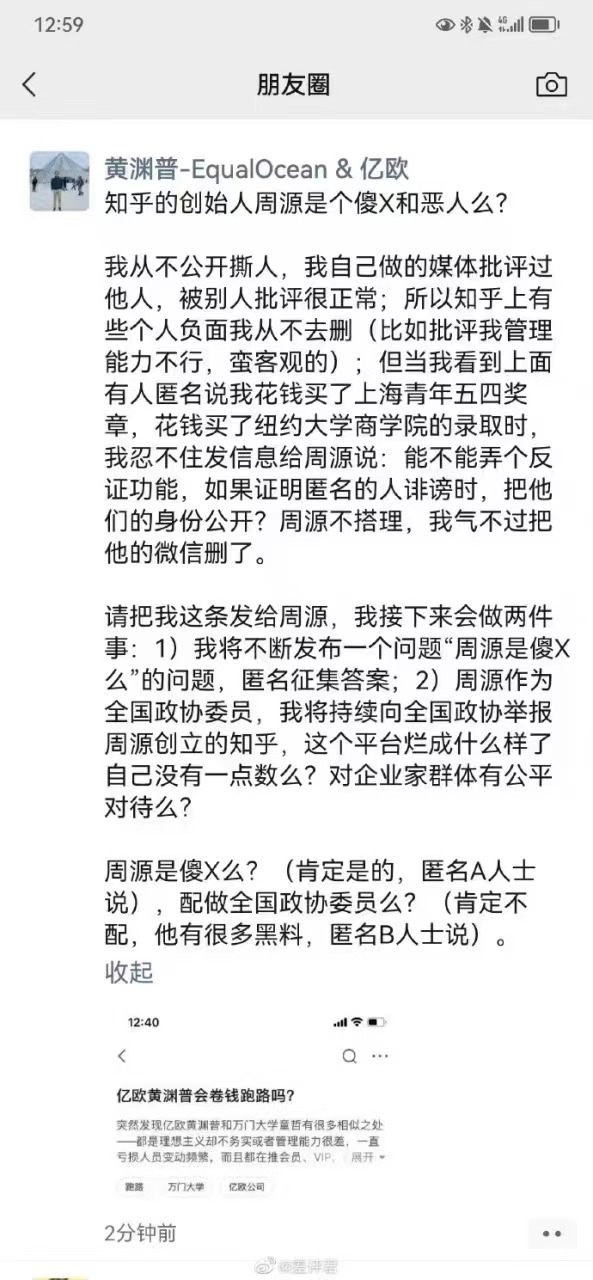 12:59
4G
朋友圈
黄渊普-EqualOcean & 亿欧
知乎的创始人周源是个傻X和恶人么?
我从不公开撕人，我自己做的媒体批评过
他人，被别人批评很正常；所以知乎上有
些个人负面我从不去删（比如批评我管理
能力不行，蛮客观的）；但当我看到上面
有人匿名说我花钱买了上海青年五四奖
章，花钱买了纽约大学商学院的录取时，
我忍不住发信息给周源说：能不能弄个反
证功能，如果证明匿名的人诽谤时，把他
们的身份公开？周源不搭理，我气不过把
他的微信删了。
请把我这条发给周源，我接下来会做两件
事：1）我将不断发布一个问题“周源是傻X
么”的问题，匿名征集答案；2）周源作为
全国政协委员，我将持续向全国政协举报
周源创立的知乎，这个平台烂成什么样了
自己没有一点数么？对企业家群体有公平
对待么？
周源是傻X么？（肯定是的，匿名A人士
说），配做全国政协委员么？（肯定不
配，他有很多黑料，匿名B人士说）。
收起
12:40
亿欧黄渊普会卷钱跑路吗?
突然发现亿欧黄渊普和万门大学童哲有很多相似之处
——都是理想主义却不务实或者管理能力很差，一直
亏损人员变动频繁，而且都在推会员、VIP， 展开
跑路 万门大学 亿欧公司
2分钟前
@差评君